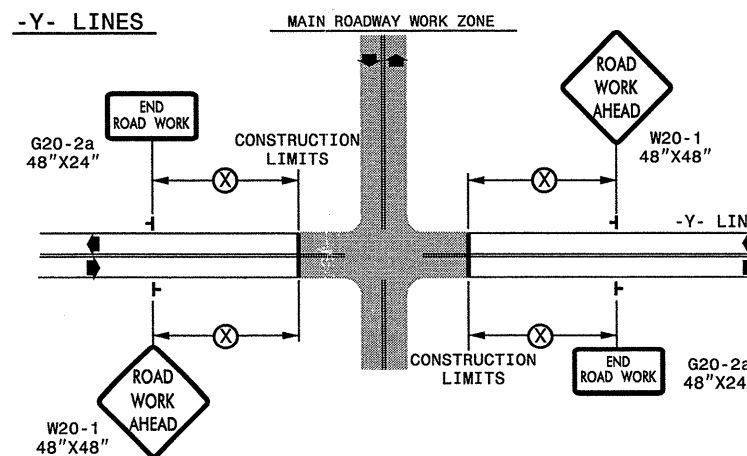 -Y- LINES
MAIN ROADWAY WORK ZONE
END
ROAD WORK
G20-2a
48"X24"
CONSTRUCTION
LIMITS
X
X
ROAD
WORK
AHEAD
W20-1
48"X48"
-Y- LIN
X
X
ROAD
WORK
AHEAD
W20-1
48"X48"
CONSTRUCTION
LIMITS
END
ROAD WORK
G20-2a
48"X24